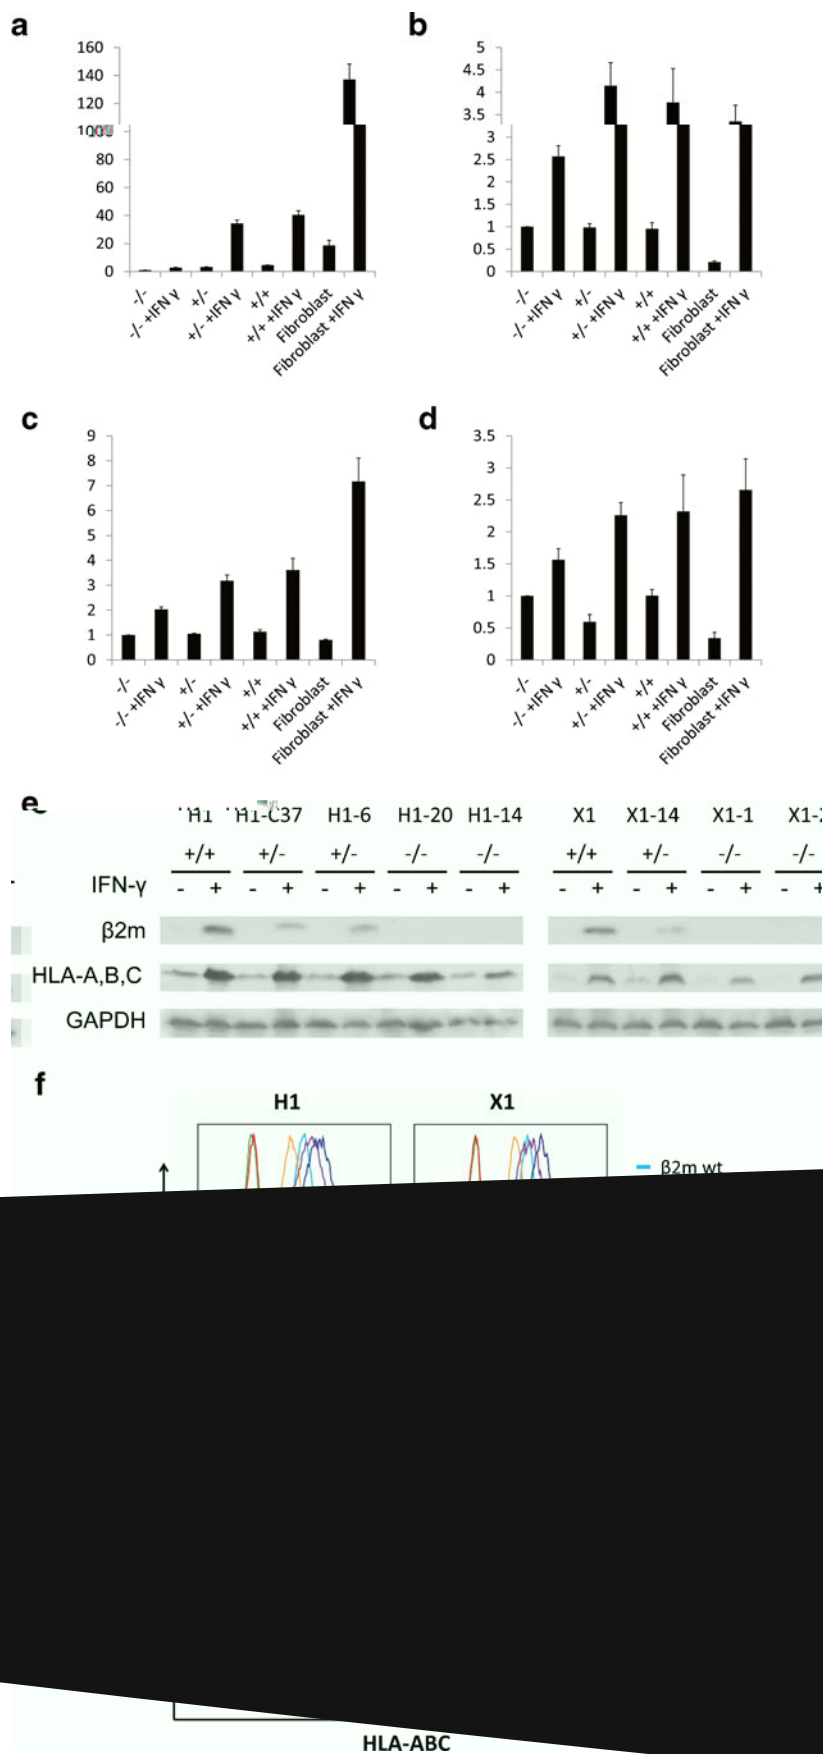 a
160
140
120
80
60
40
20
0
-/-
-/- +IFN γ
+/-
+/- +IFN γ
+/+
+/+ +IFN γ
Fibroblast
Fibroblast +IFN γ
b
5
4.5
4
3.5
3
2.5
2
1.5
1
0.5
0
-/-
-/- +IFN γ
+/-
+/- +IFN γ
+/+
+/+ +IFN γ
Fibroblast
Fibroblast +IFN γ
c
9
8
7
6
5
4
3
2
1
0
-/-
-/- +IFN γ
+/-
+/- +IFN γ
+/+
+/+ +IFN γ
Fibroblast
Fibroblast +IFN γ
d
3.5
3
2.5
2
1.5
1
0.5
0
-/-
-/- +IFN γ
+/-
+/- +IFN γ
+/+
+/+ +IFN γ
Fibroblast
Fibroblast +IFN γ
e
H1 H1-C37 H1-6 H1-20 H1-14 X1 X1-14 X1-1
+/+ +/- +/- -/- -/- +/+ +/- -/- -/-
IFN-γ - + - + - + - + - + - + - + - + - +
β2m
HLA-A,B,C
GAPDH
f
H1 X1
β2m wt
HLA-ABC